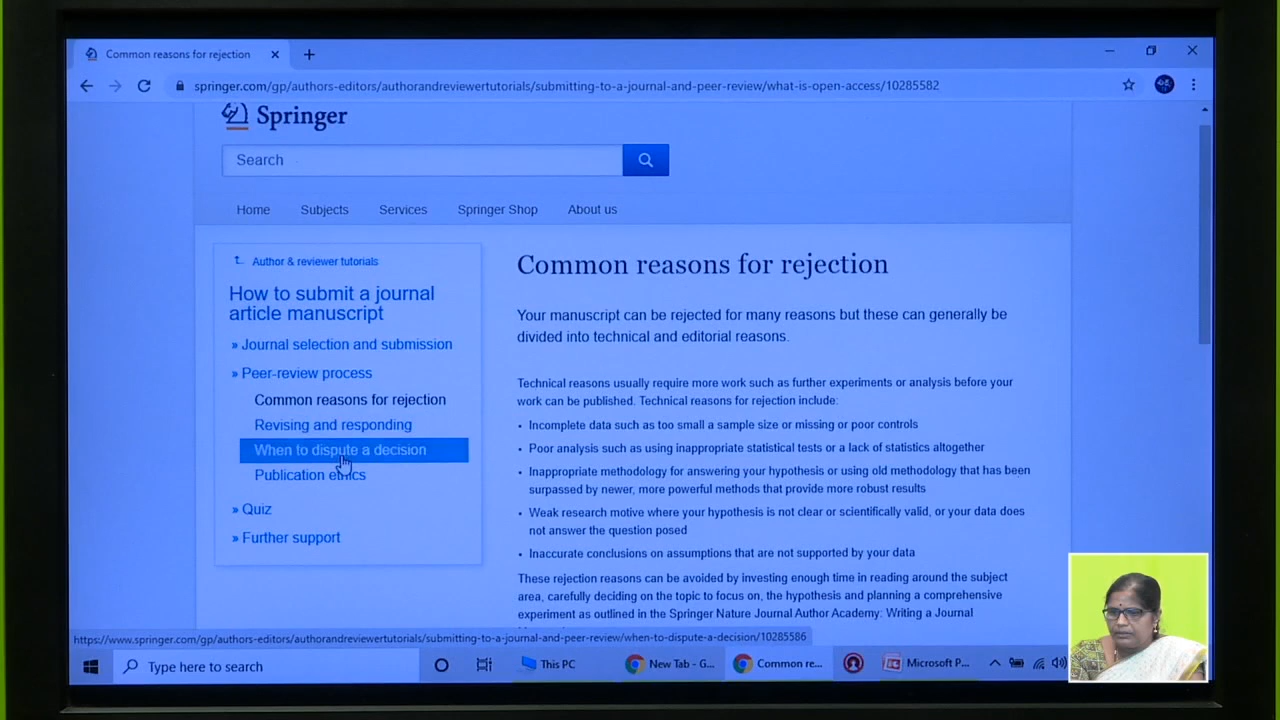 Common reasons for rejection
springer.com/gp/authors-editors/authorandreviewertutorials/submitting-to-a-journal-and-peer-review/what-is-open-access/10285582
Springer
Search
Home Subjects Services Springer Shop About us
Author & reviewer tutorials
How to submit a journal
article manuscript
» Journal selection and submission
» Peer-review process
Common reasons for rejection
Revising and responding
When to dispute a decision
Publication ethics
» Quiz
» Further support
Common reasons for rejection
Your manuscript can be rejected for many reasons but these can generally be
divided into technical and editorial reasons.
Technical reasons usually require more work such as further experiments or analysis before your
work can be published. Technical reasons for rejection include:
• Incomplete data such as too small a sample size or missing or poor controls
• Poor analysis such as using inappropriate statistical tests or a lack of statistics altogether
• Inappropriate methodology for answering your hypothesis or using old methodology that has been
surpassed by newer, more powerful methods that provide more robust results
• Weak research motive where your hypothesis is not clear or scientifically valid, or your data does
not answer the question posed
• Inaccurate conclusions on assumptions that are not supported by your data
These rejection reasons can be avoided by investing enough time in reading around the subject
area, carefully deciding on the topic to focus on, the hypothesis and planning a comprehensive
experiment as outlined in the Springer Nature Journal Author Academy: Writing a Journal
https://www.springer.com/gp/authors-editors/authorandreviewertutorials/submitting-to-a-journal-and-peer-review/when-to-dispute-a-decision/10285586
Type here to search This PC New Tab - G... Common re... Microsoft P...